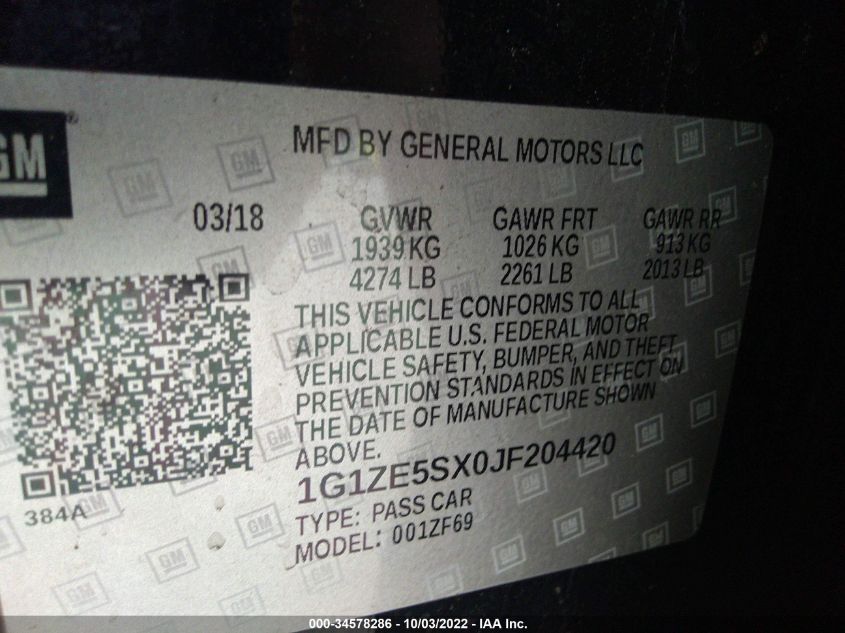 GM
MFD BY GENERAL MOTORS LLC
03/18 GVWR GAWR FRT GAWR RR
1939 KG 1026 KG 913 KG
4274 LB 2261 LB 2013 LB
THIS VEHICLE CONFORMS TO ALL
APPLICABLE U.S. FEDERAL MOTOR
VEHICLE SAFETY, BUMPER, AND THEFT
PREVENTION STANDARDS IN EFFECT ON
THE DATE OF MANUFACTURE SHOWN
ABOVE.
1G1ZE5SX0JF204420
384A
TYPE: PASS CAR
MODEL: 001ZF69
000-34578286 - 10/03/2022 - IAA Inc.